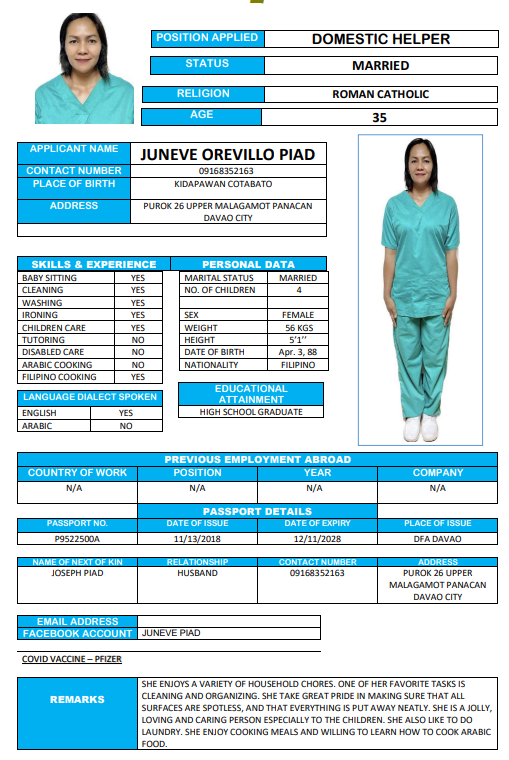 POSITION APPLIED DOMESTIC HELPER
STATUS MARRIED
RELIGION ROMAN CATHOLIC
AGE 35
APPLICANT NAME JUNEVE OREVILLO PIAD
CONTACT NUMBER 09168352163
PLACE OF BIRTH KIDAPAWAN COTABATO
ADDRESS PUROK 26 UPPER MALAGAMOT PANACAN
DAVAO CITY
SKILLS & EXPERIENCE
BABY SITTING YES
CLEANING YES
WASHING YES
IRONING YES
CHILDREN CARE YES
TUTORING NO
DISABLED CARE NO
ARABIC COOKING NO
FILIPINO COOKING YES
PERSONAL DATA
MARITAL STATUS MARRIED
NO. OF CHILDREN 4
SEX FEMALE
WEIGHT 56 KGS
HEIGHT 5'1''
DATE OF BIRTH Apr. 3, 88
NATIONALITY FILIPINO
LANGUAGE DIALECT SPOKEN
ENGLISH YES
ARABIC NO
EDUCATIONAL
ATTAINMENT
HIGH SCHOOL GRADUATE
PREVIOUS EMPLOYMENT ABROAD
COUNTRY OF WORK POSITION YEAR COMPANY
N/A N/A N/A N/A
PASSPORT DETAILS
PASSPORT NO. DATE OF ISSUE DATE OF EXPIRY PLACE OF ISSUE
P9522500A 11/13/2018 12/11/2028 DFA DAVAO
NAME OF NEXT OF KIN RELATIONSHIP CONTACT NUMBER ADDRESS
JOSEPH PIAD HUSBAND 09168352163 PUROK 26 UPPER
MALAGAMOT PANACAN
DAVAO CITY
EMAIL ADDRESS
FACEBOOK ACCOUNT JUNEVE PIAD
COVID VACCINE – PFIZER
REMARKS
SHE ENJOYS A VARIETY OF HOUSEHOLD CHORES. ONE OF HER FAVORITE TASKS IS
CLEANING AND ORGANIZING. SHE TAKE GREAT PRIDE IN MAKING SURE THAT ALL
SURFACES ARE SPOTLESS, AND THAT EVERYTHING IS PUT AWAY NEATLY. SHE IS A JOLLY,
LOVING AND CARING PERSON ESPECIALLY TO THE CHILDREN. SHE ALSO LIKE TO DO
LAUNDRY. SHE ENJOY COOKING MEALS AND WILLING TO LEARN HOW TO COOK ARABIC
FOOD.